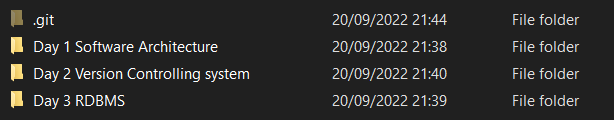 .git 20/09/2022 21:44 File folder
Day 1 Software Architecture 20/09/2022 21:38 File folder
Day 2 Version Controlling system 20/09/2022 21:40 File folder
Day 3 RDBMS 20/09/2022 21:39 File folder